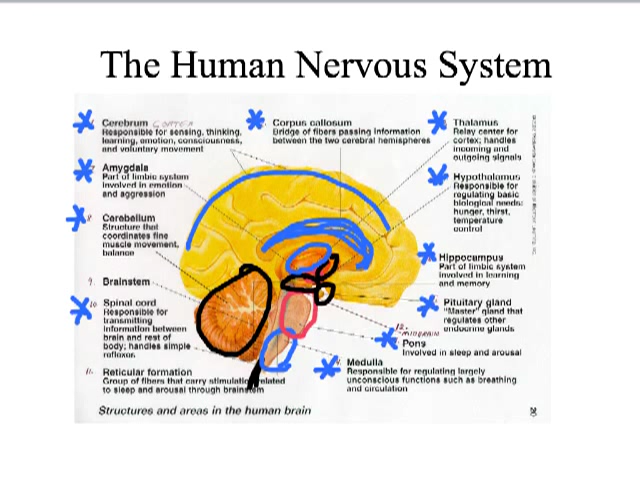 The Human Nervous System
Cerebrum
Responsible for sensing, thinking,
learning, emotion, consciousness,
and voluntary movement
Corpus callosum
Bridge of fibers passing information
between the two cerebral hemispheres
Thalamus
Relay center for
cortex; handles
incoming and
outgoing signals
Amygdala
Part of limbic system
involved in emotion
and aggression
Hypothalamus
Responsible for
regulating basic
biological needs:
hunger, thirst,
temperature
control
Cerebellum
Structure that
coordinates fine
muscle movement,
balance
Hippocampus
Part of limbic system
involved in learning
and memory
9. Brainstem
10 Spinal cord
Responsible for
transmitting
information between
brain and rest of
body; handles simple
reflexes
Pituitary gland
"Master" gland that
regulates other
endocrine glands
12.
MIDBRAIN
Pons
Involved in sleep and arousal
Medulla
Responsible for regulating largely
unconscious functions such as breathing
and circulation
11. Reticular formation
Group of fibers that carry stimulation related
to sleep and arousal through brainstem
Structures and areas in the human brain